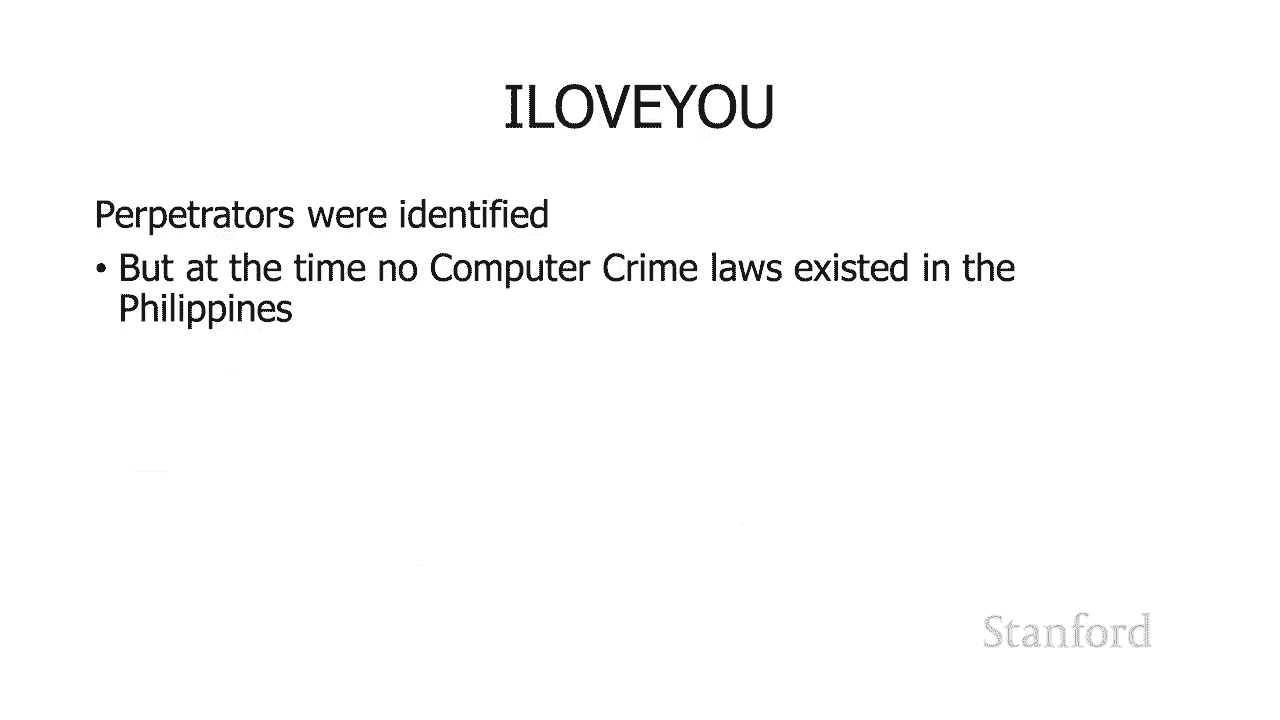 ILOVEYOU
Perpetrators were identified
• But at the time no Computer Crime laws existed in the
Philippines
Stanford